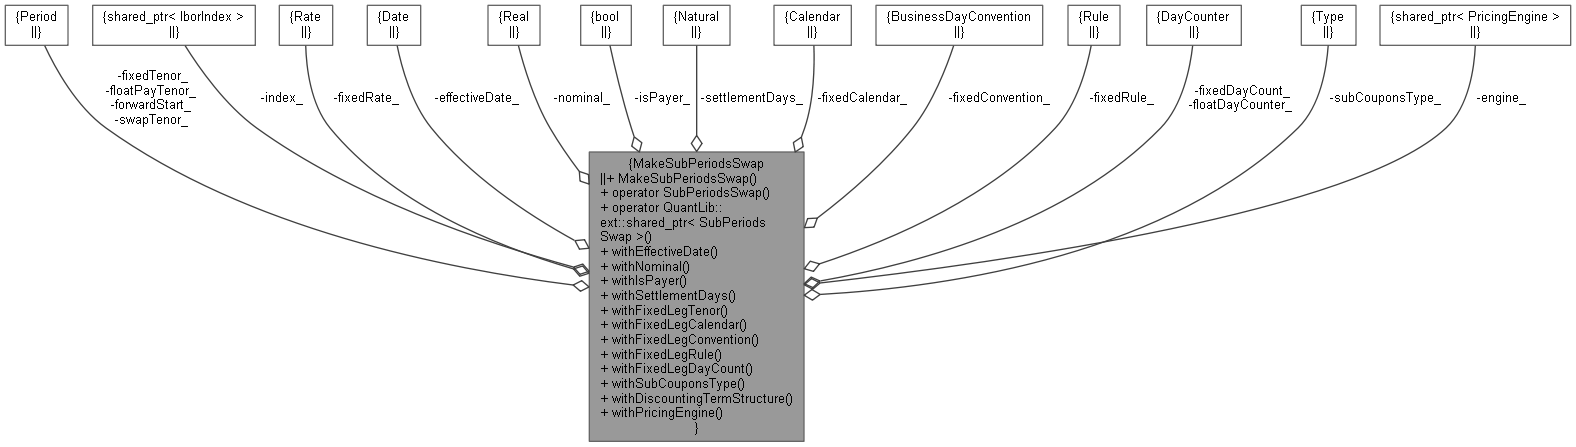 {Period
||}
{shared_ptr< IborIndex >
||}
{Rate
||}
{Date
||}
{Real
||}
{bool
||}
{Natural
||}
{Calendar
||}
{BusinessDayConvention
||}
{Rule
||}
{DayCounter
||}
{Type
||}
{shared_ptr< PricingEngine >
||}
-fixedTenor_
-floatPayTenor_
-forwardStart_
-swapTenor_
-index_
-fixedRate_
-effectiveDate_
-nominal_
-isPayer_
-settlementDays_
-fixedCalendar_
-fixedConvention_
-fixedRule_
-fixedDayCount_
-floatDayCounter_
-subCouponsType_
-engine_
{MakeSubPeriodsSwap
||+ MakeSubPeriodsSwap()
+ operator SubPeriodsSwap()
+ operator QuantLib::
ext::shared_ptr< SubPeriods
Swap >()
+ withEffectiveDate()
+ withNominal()
+ withIsPayer()
+ withSettlementDays()
+ withFixedLegTenor()
+ withFixedLegCalendar()
+ withFixedLegConvention()
+ withFixedLegRule()
+ withFixedLegDayCount()
+ withSubCouponsType()
+ withDiscountingTermStructure()
+ withPricingEngine()
}